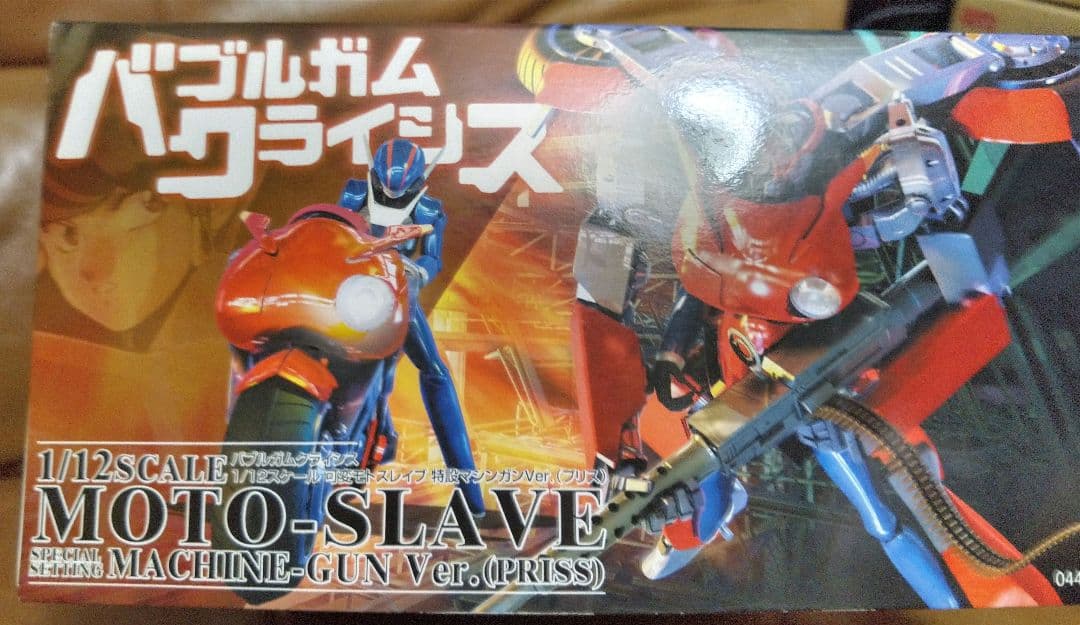 バブルガム
クライシス
1/12SCALE
バブルガムクライシス
1/12スケール 可変モトスレイブ 特設マシンガンVer.(プリス)
MOTO-SLAVE
SPECIAL
SETTING
MACHINE-GUN Ver.(PRISS)
044